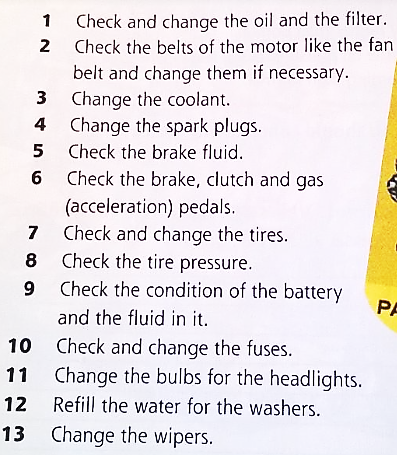 1 Check and change the oil and the filter.
2 Check the belts of the motor like the fan
belt and change them if necessary.
3 Change the coolant.
4 Change the spark plugs.
5 Check the brake fluid.
6 Check the brake, clutch and gas
(acceleration) pedals.
7 Check and change the tires.
8 Check the tire pressure.
9 Check the condition of the battery
and the fluid in it.
10 Check and change the fuses.
11 Change the bulbs for the headlights.
12 Refill the water for the washers.
13 Change the wipers.